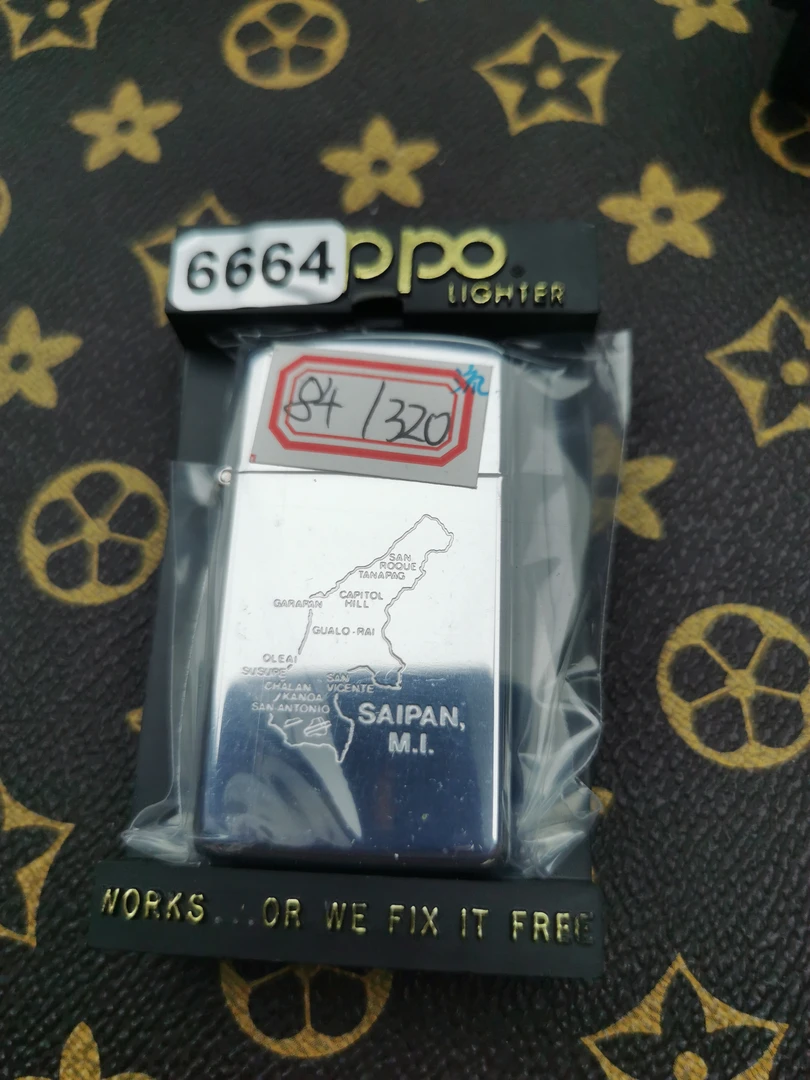 6664
ppo
LIGHTER
84/320
SAN
ROQUE
TANAPAG
GARAPAN
CAPITOL
HILL
GUALO-RAI
OLEAI
SUSUPE
SAN
VICENTE
CHALAN
KANOA
SAN ANTONIO
SAIPAN,
M.I.
WORKS...OR WE FIX IT FREE